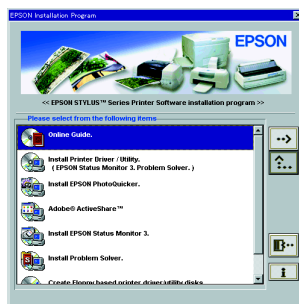 EPSON Installation Program
EPSON
<< EPSON STYLUS™ Series Printer Software installation program >>
Please select from the following items
Online Guide.
Install Printer Driver / Utility.
( EPSON Status Monitor 3. Problem Solver. )
Install EPSON PhotoQuicker.
Adobe® ActiveShare™
Install EPSON Status Monitor 3.
Install Problem Solver.
Create Floppy based printer driver/utility disks